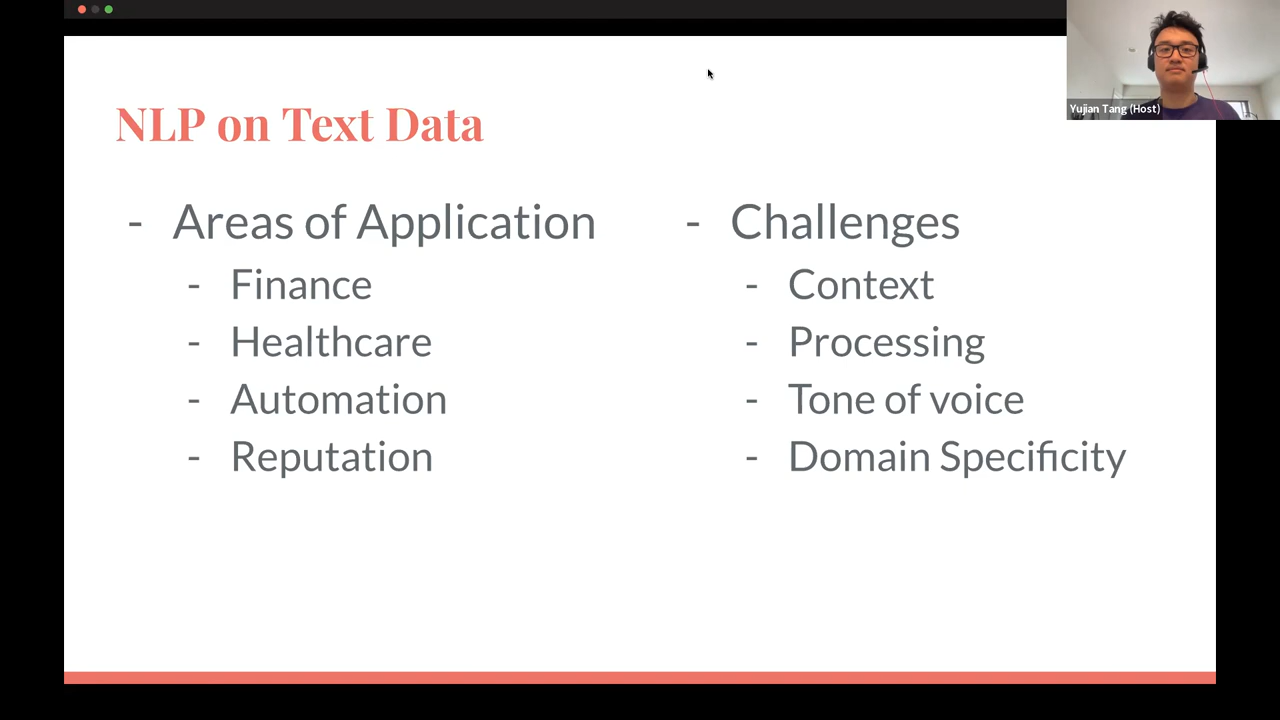 NLP on Text Data
- Areas of Application
- Finance
- Healthcare
- Automation
- Reputation
- Challenges
- Context
- Processing
- Tone of voice
- Domain Specificity
Yujian Tang (Host)